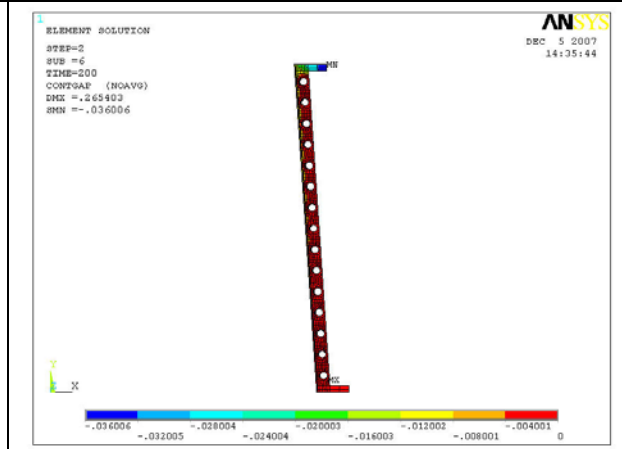 1
ELEMENT SOLUTION
STEP=2
SUB =6
TIME=200
CONTGAP (NOAVG)
DMX =.265403
SMN =-.036006
ANSYS
DEC 5 2007
14:35:44
MN
MX
Y
Z X
-.036006 -.028004 -.020003 -.012002 -.004001
-.032005 -.024004 -.016003 -.008001 0